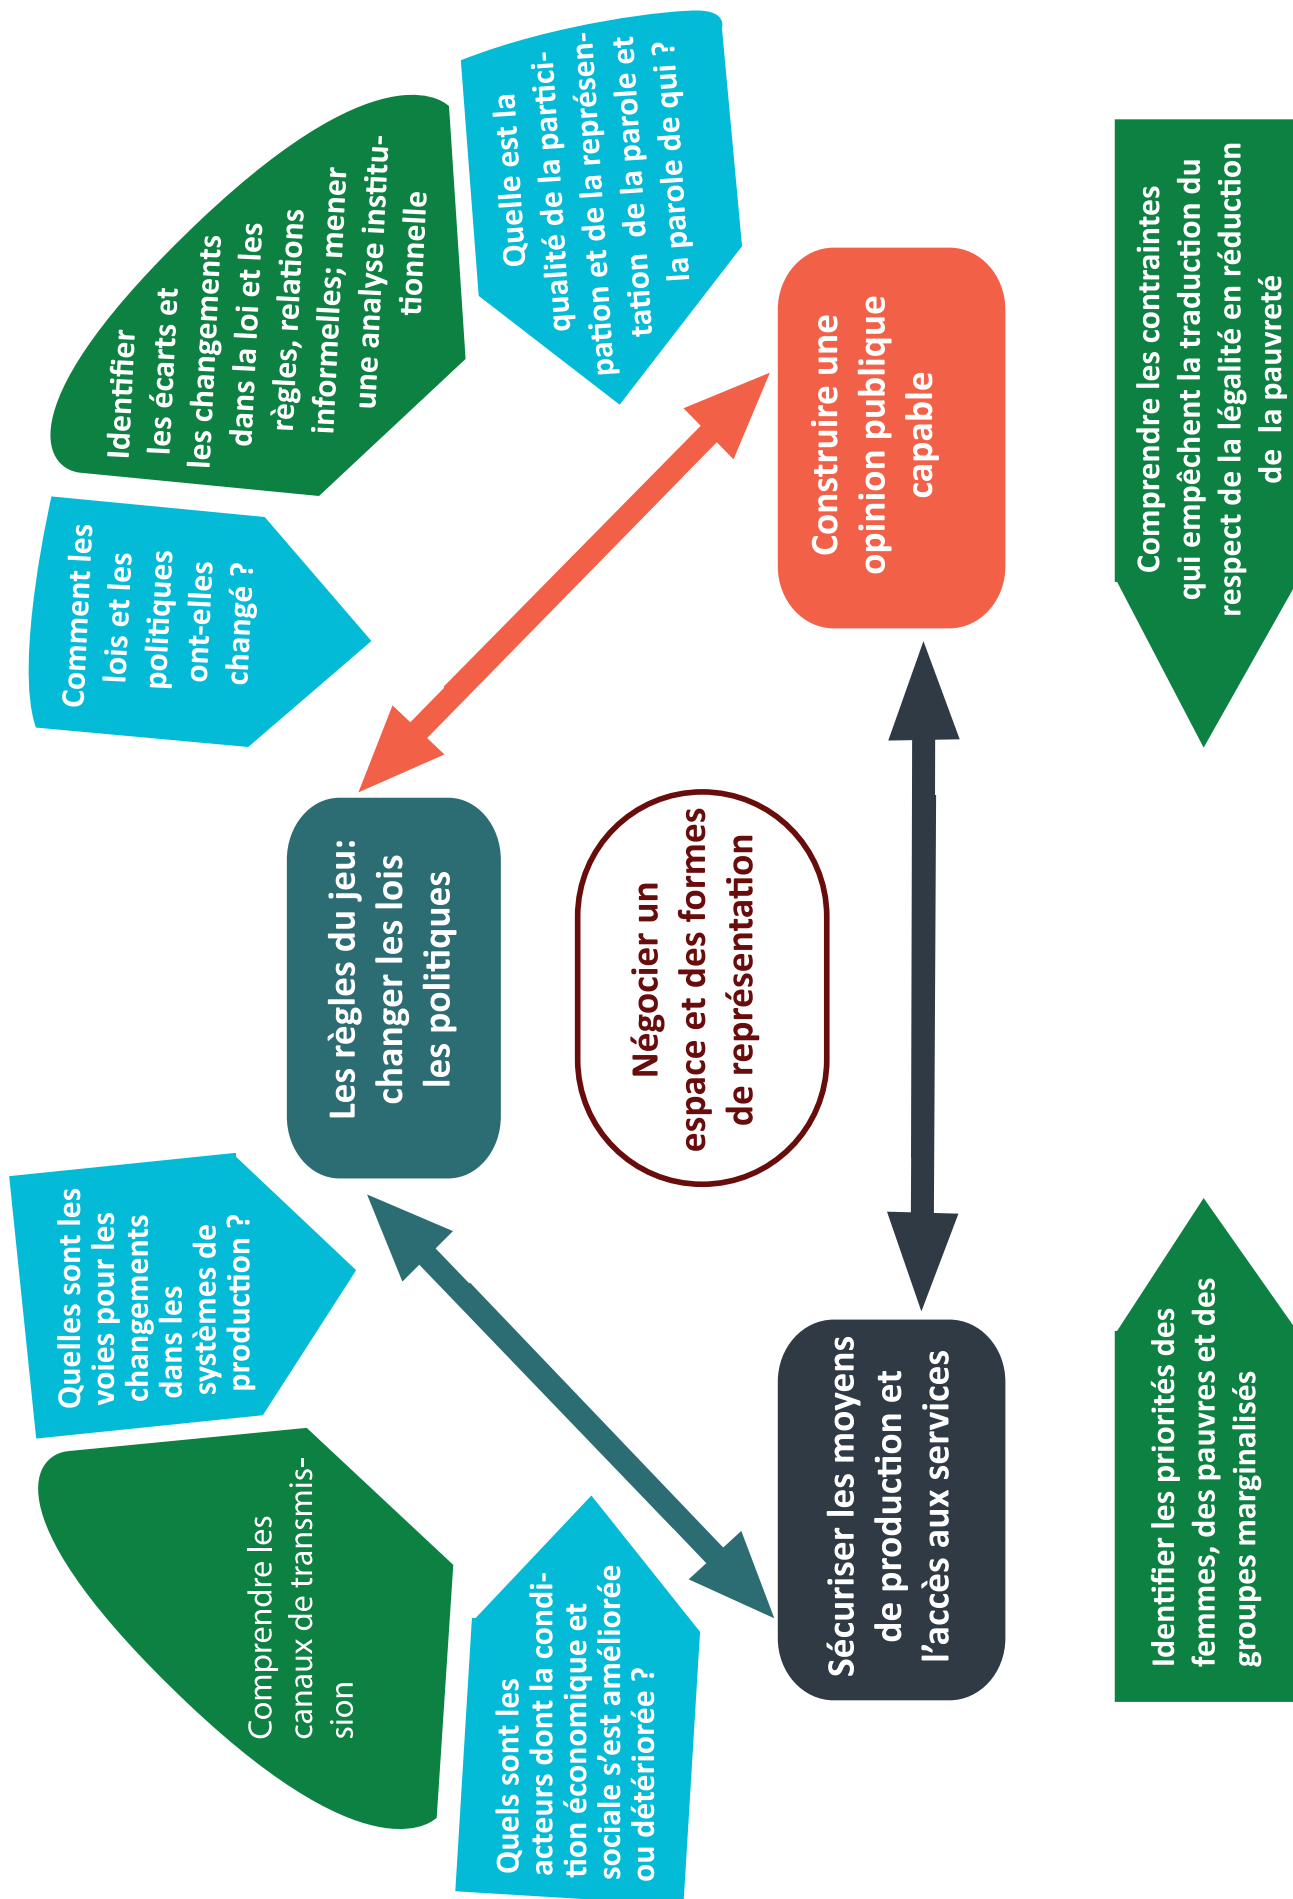 Quelles sont les
voies pour les
changements
dans les
systèmes de
production ?
Comment les
lois et les
politiques
ont-elles
changé ?
Identifier
les écarts et
les changements
dans la loi et les
règles, relations
informelles; mener
une analyse institu-
tionnelle
Comprendre les
canaux de transmis-
sion
Les règles du jeu:
changer les lois
les politiques
Quels sont les
acteurs dont la condi-
tion économique et
sociale s'est améliorée
ou détériorée ?
Quelle est la
qualité de la partici-
pation et de la représen-
tation de la parole et
la parole de qui ?
Négocier un
espace et des formes
de représentation
Sécuriser les moyens
de production et
l'accès aux services
Construire une
opinion publique
capable
Identifier les priorités des
femmes, des pauvres et des
groupes marginalisés
Comprendre les contraintes
qui empêchent la traduction du
respect de la légalité en réduction
de la pauvreté